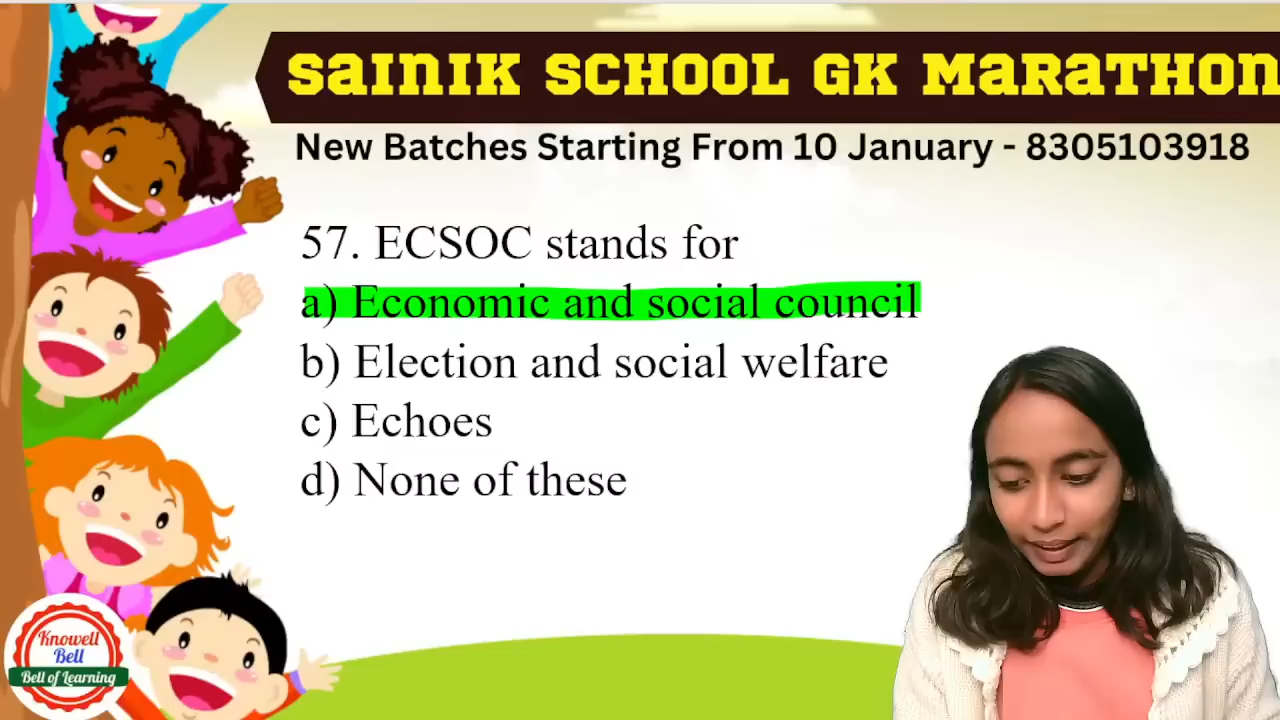 SAINIK SCHOOL GK MARATHON
New Batches Starting From 10 January - 8305103918
57. ECSOC stands for
a) Economic and social council
b) Election and social welfare
c) Echoes
d) None of these
Knowell
Bell
Bell of Learning